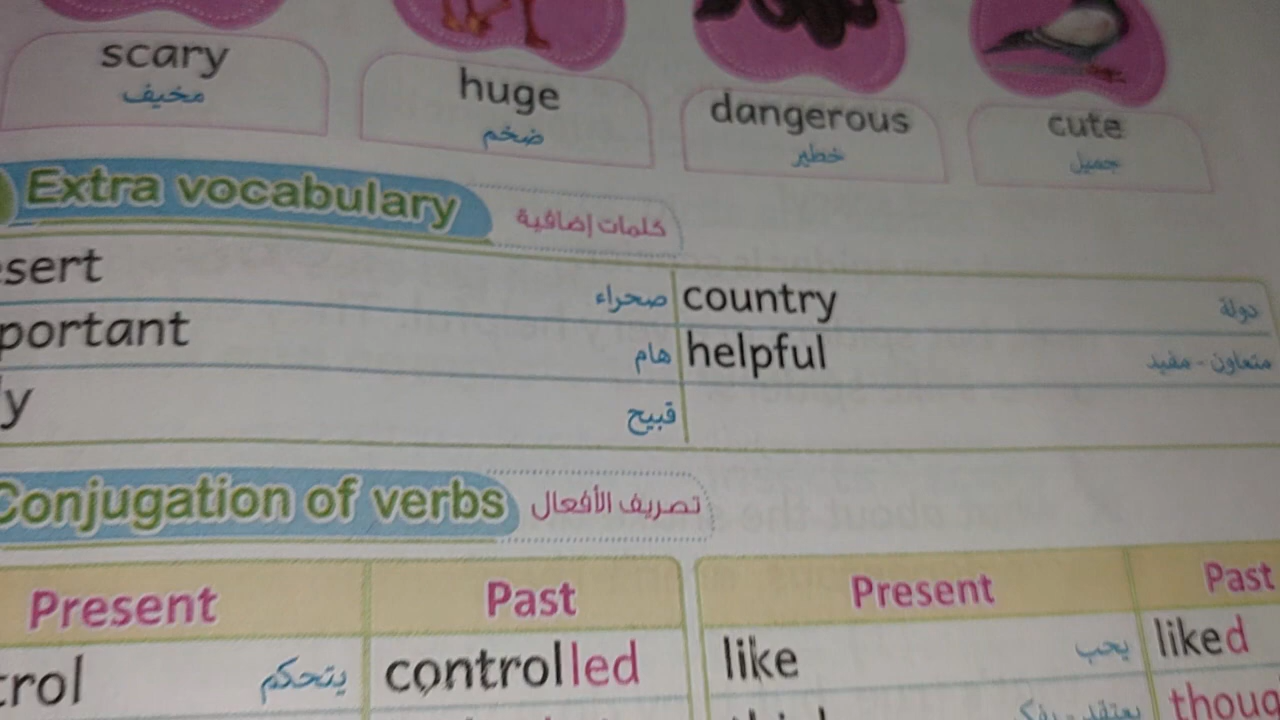 scary
مخيف
huge
ضخم
dangerous
خطير
cute
جميل
Extra vocabulary كلمات إضافية
sert صحراء country دولة
portant هام helpful متعاون - مفيد
y قبيح
Conjugation of verbs تصريف الأفعال
Present Past Present Past
trol يتحكم controlled like يحب liked
thoug